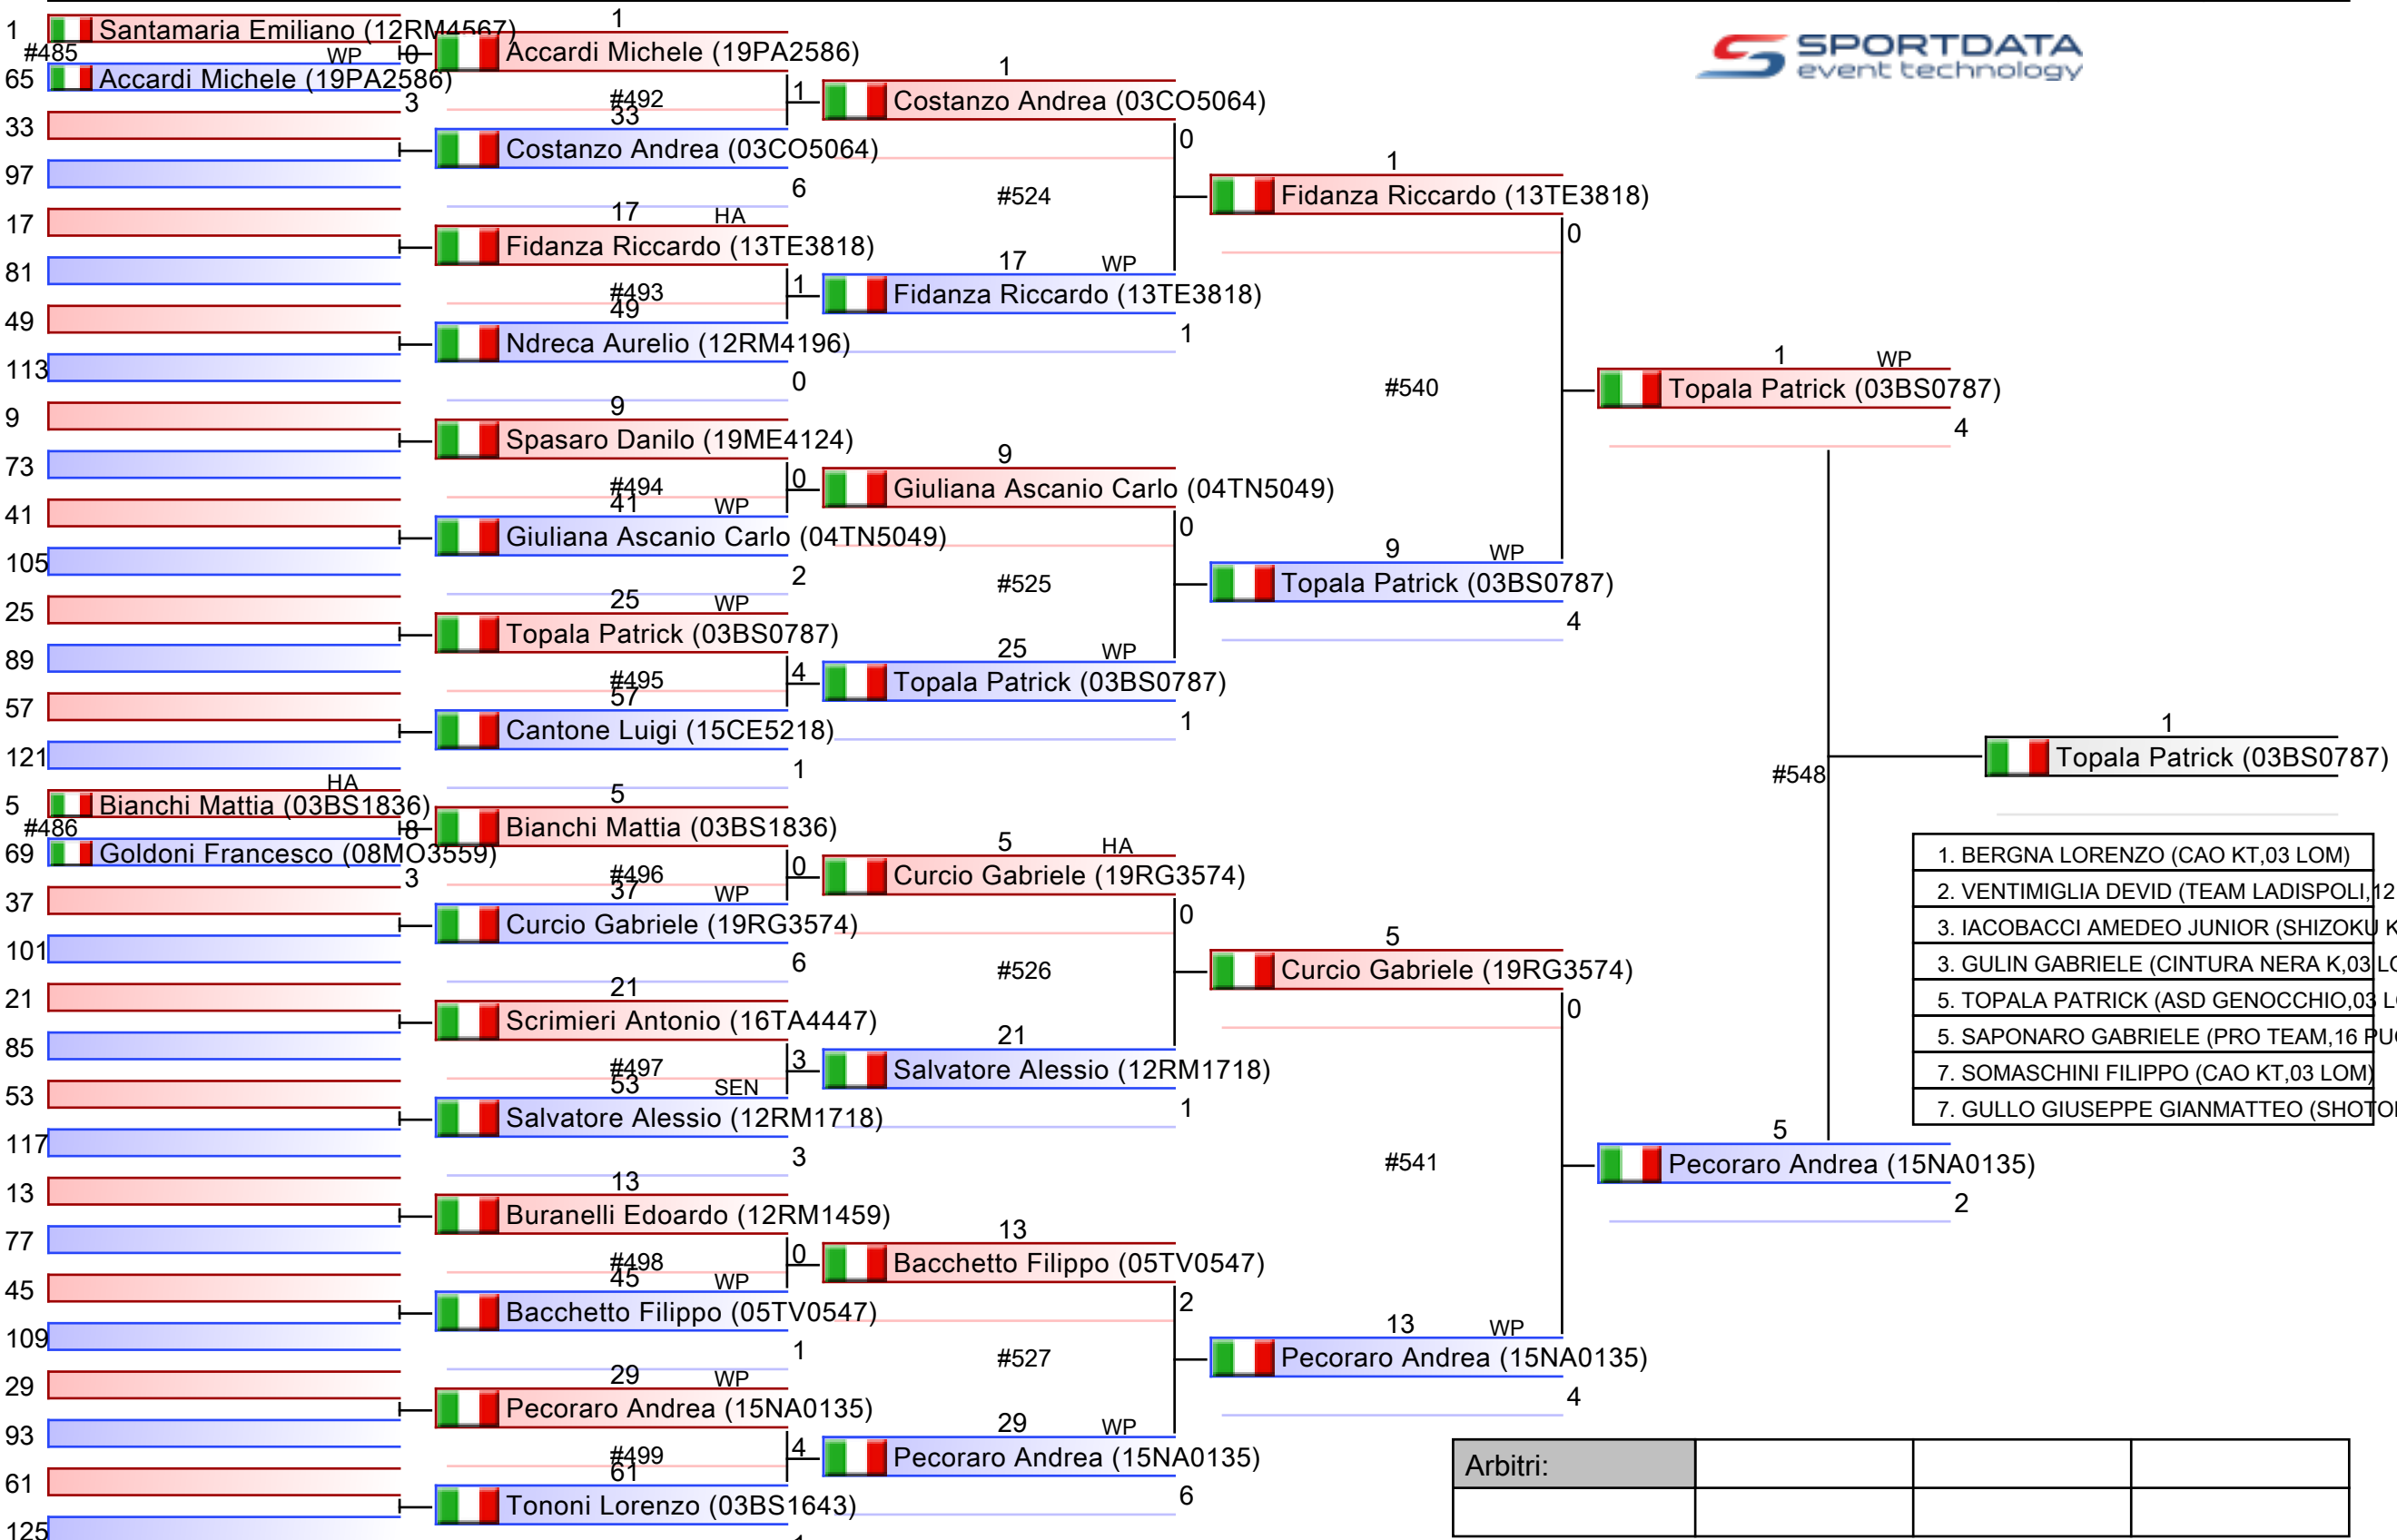 SPORTDATA
event technology
1 Santamaria Emiliano (12RM4567)
#485 WP 0
65 Accardi Michele (19PA2586)
3
33
97
17
81
49
113
9
73
41
105
25
89
57
121
HA
5 Bianchi Mattia (03BS1836)
#486 8
69 Goldoni Francesco (08MO3559)
3
37
101
21
85
53
117
13
77
45
109
29
93
61
125
1
Accardi Michele (19PA2586)
#492 1
33
Costanzo Andrea (03CO5064)
6
17 HA
Fidanza Riccardo (13TE3818)
#493 1
49
Ndreca Aurelio (12RM4196)
0
9
Spasaro Danilo (19ME4124)
#494 0
41 WP
Giuliana Ascanio Carlo (04TN5049)
2
25 WP
Topala Patrick (03BS0787)
#495 4
57
Cantone Luigi (15CE5218)
1
5
Bianchi Mattia (03BS1836)
#496 0
37 WP
Curcio Gabriele (19RG3574)
6
21
Scrimieri Antonio (16TA4447)
#497 3
53 SEN
Salvatore Alessio (12RM1718)
3
13
Buranelli Edoardo (12RM1459)
#498 0
45 WP
Bacchetto Filippo (05TV0547)
1
29 WP
Pecoraro Andrea (15NA0135)
#499 4
61
Tononi Lorenzo (03BS1643)
1
Costanzo Andrea (03CO5064)
0
#524
17 WP
Fidanza Riccardo (13TE3818)
1
9
Giuliana Ascanio Carlo (04TN5049)
0
#525
25 WP
Topala Patrick (03BS0787)
1
5 HA
Curcio Gabriele (19RG3574)
0
#526
21
Salvatore Alessio (12RM1718)
1
13
Bacchetto Filippo (05TV0547)
2
#527
29 WP
Pecoraro Andrea (15NA0135)
6
1
Fidanza Riccardo (13TE3818)
0
#540
9 WP
Topala Patrick (03BS0787)
4
5
Curcio Gabriele (19RG3574)
0
#541
13 WP
Pecoraro Andrea (15NA0135)
4
1 WP
Topala Patrick (03BS0787)
4
#548
5
Pecoraro Andrea (15NA0135)
2
1
Topala Patrick (03BS0787)
1. BERGNA LORENZO (CAO KT,03 LOM)
2. VENTIMIGLIA DEVID (TEAM LADISPOLI,12
3. IACOBACCI AMEDEO JUNIOR (SHIZOKU K
3. GULIN GABRIELE (CINTURA NERA K,03 LO
5. TOPALA PATRICK (ASD GENOCCHIO,03 L
5. SAPONARO GABRIELE (PRO TEAM,16 PU
7. SOMASCHINI FILIPPO (CAO KT,03 LOM)
7. GULLO GIUSEPPE GIANMATTEO (SHOTO
Arbitri: